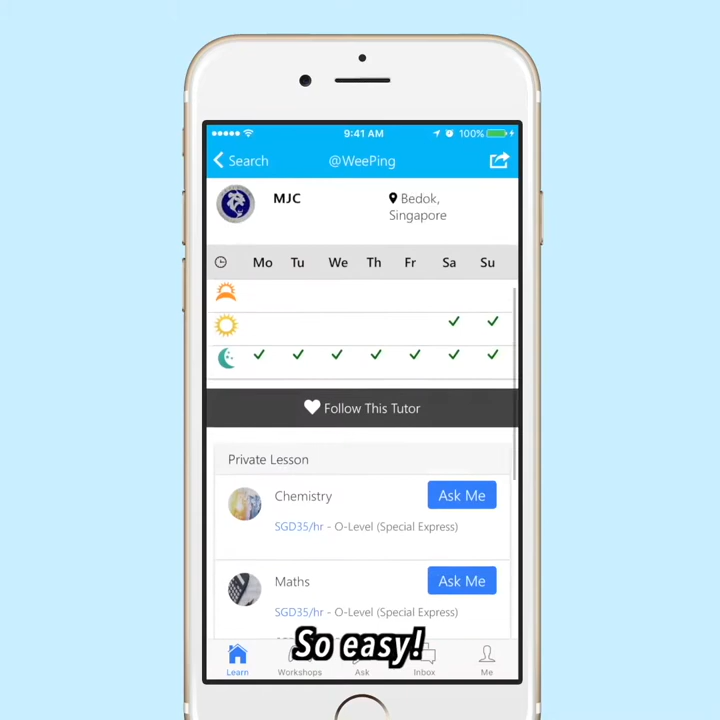 9:41 AM
100%
Search
@WeePing
MJC
Bedok,
Singapore
Mo Tu We Th Fr Sa Su
Follow This Tutor
Private Lesson
Chemistry
Ask Me
SGD35/hr - O-Level (Special Express)
Maths
Ask Me
SGD35/hr - O-Level (Special Express)
So easy!
Learn
Workshops
Ask
Inbox
Me